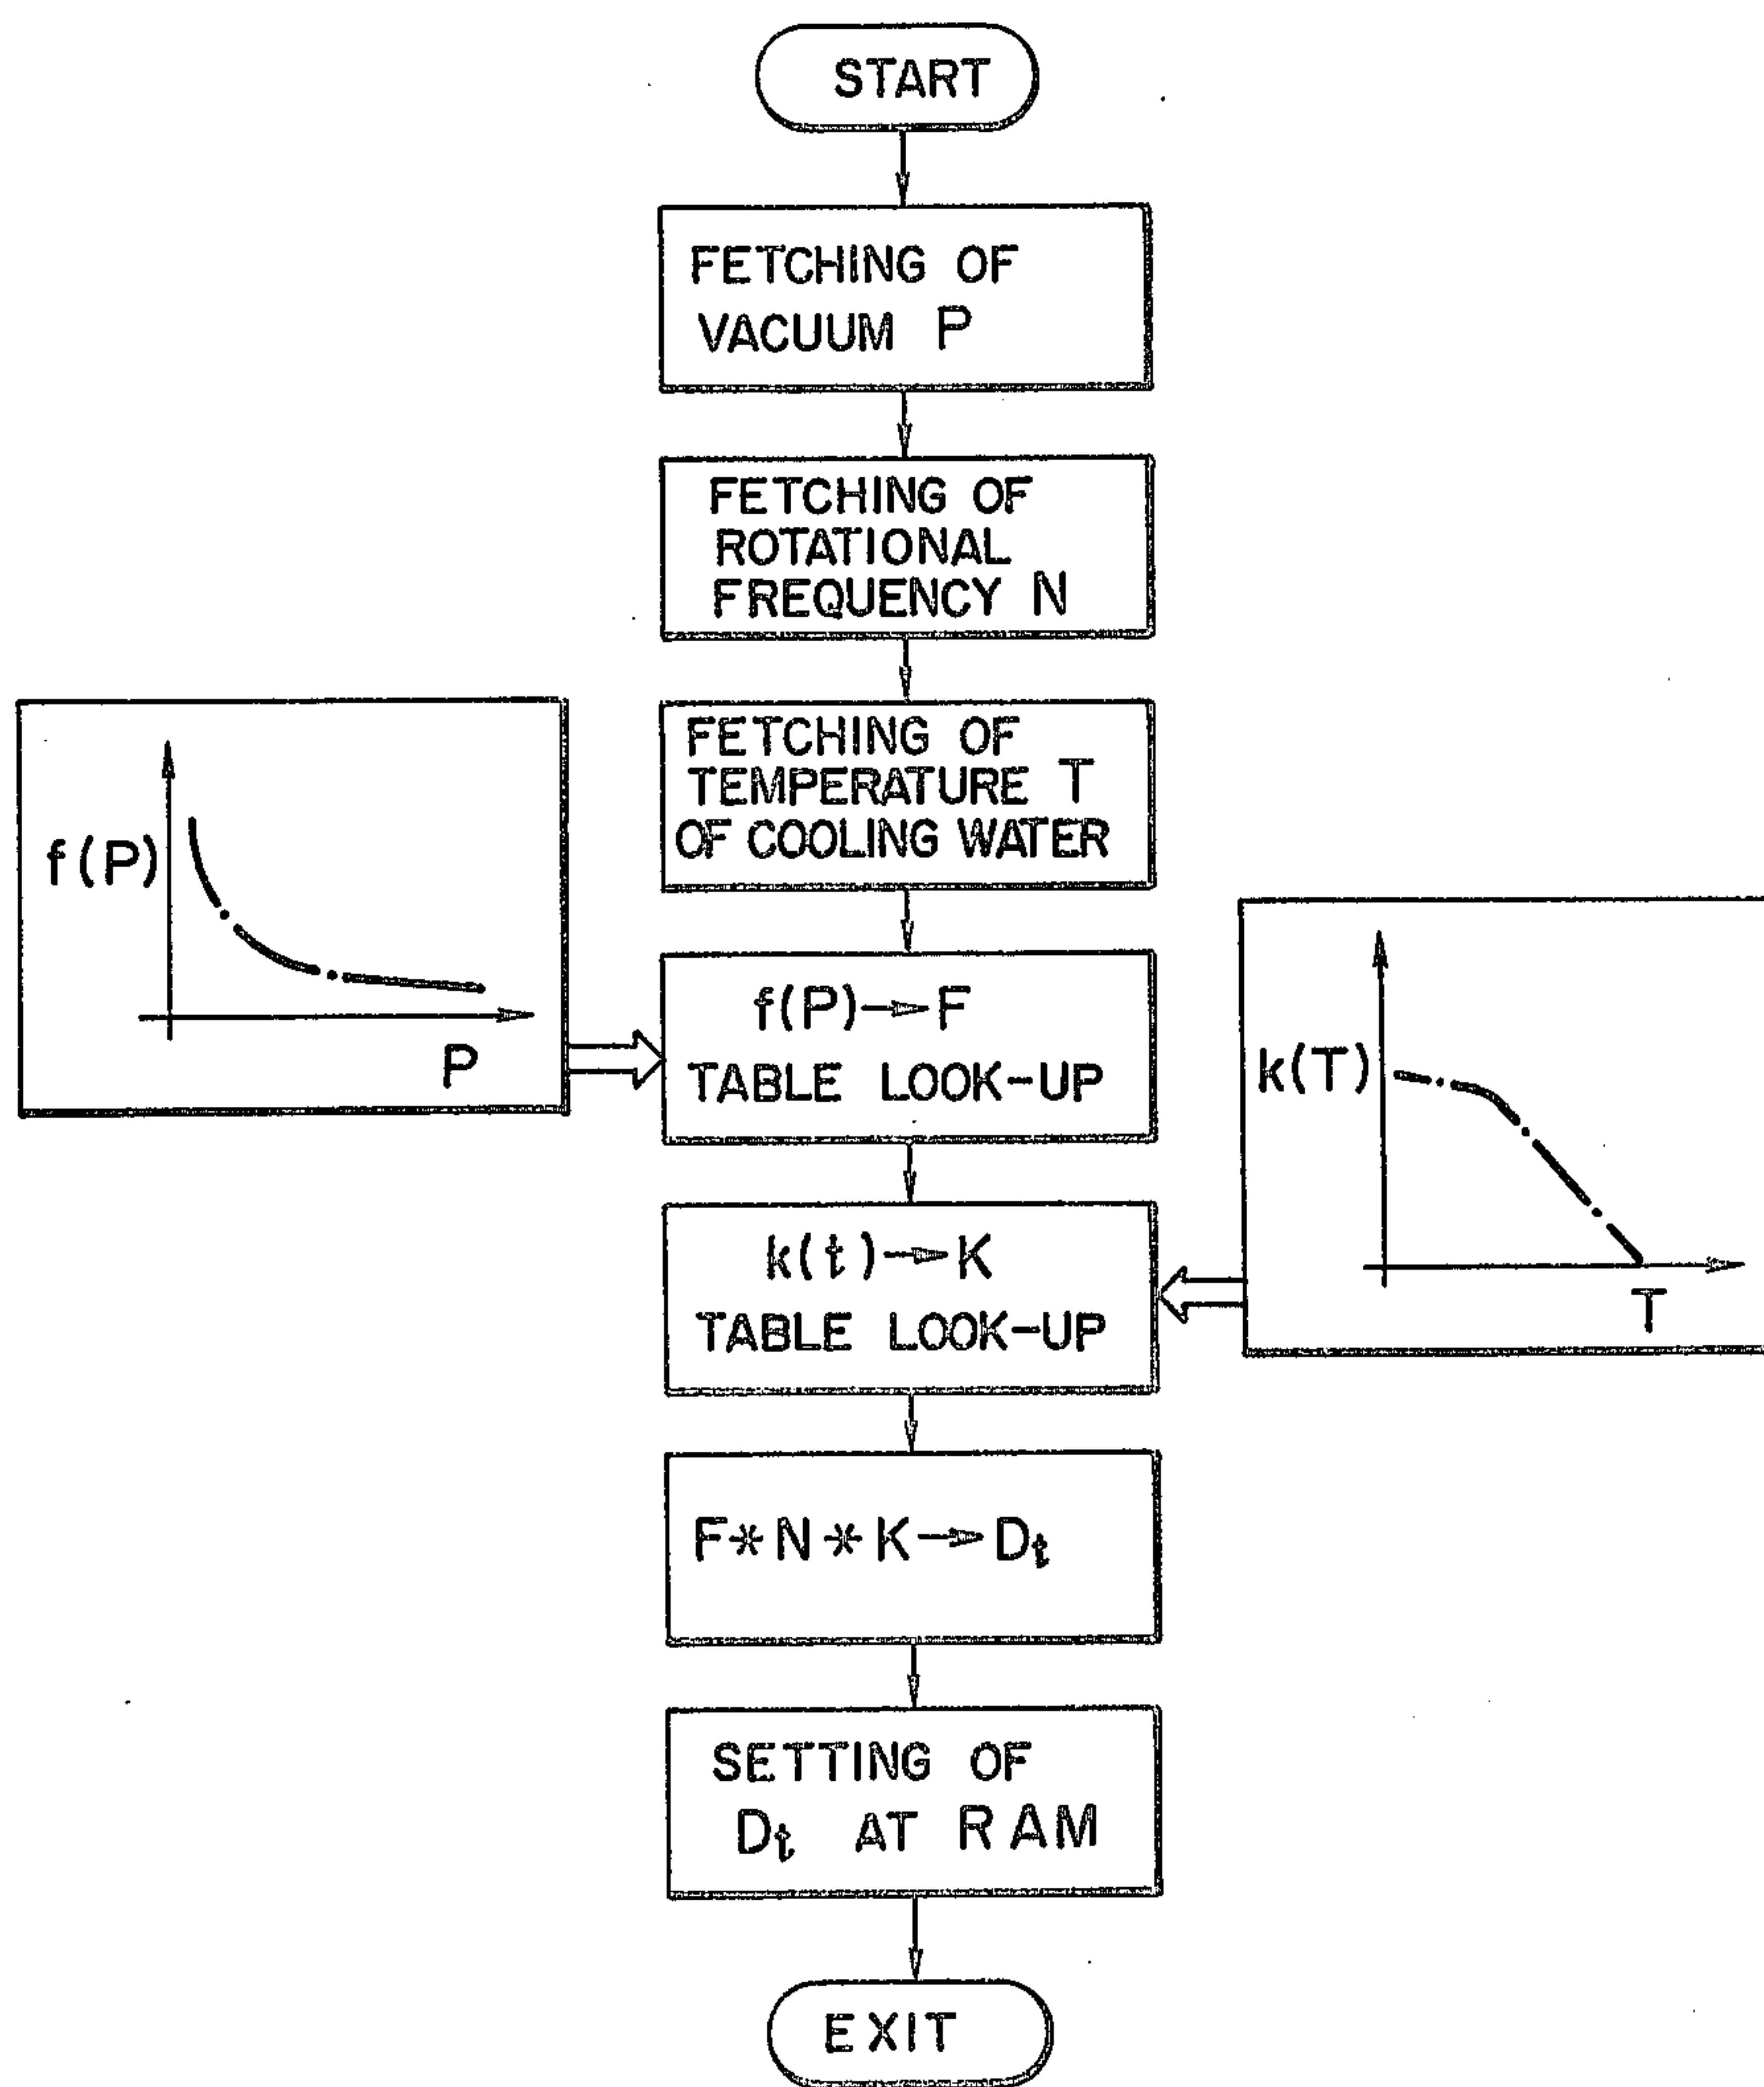 START
FETCHING OF
VACUUM P
FETCHING OF
ROTATIONAL
FREQUENCY N
FETCHING OF
TEMPERATURE T
OF COOLING WATER
f(P)
P
f(P)→F
TABLE LOOK-UP
k(T)
T
k(t)→K
TABLE LOOK-UP
F*N*K→Dt
SETTING OF
Dt AT RAM
EXIT